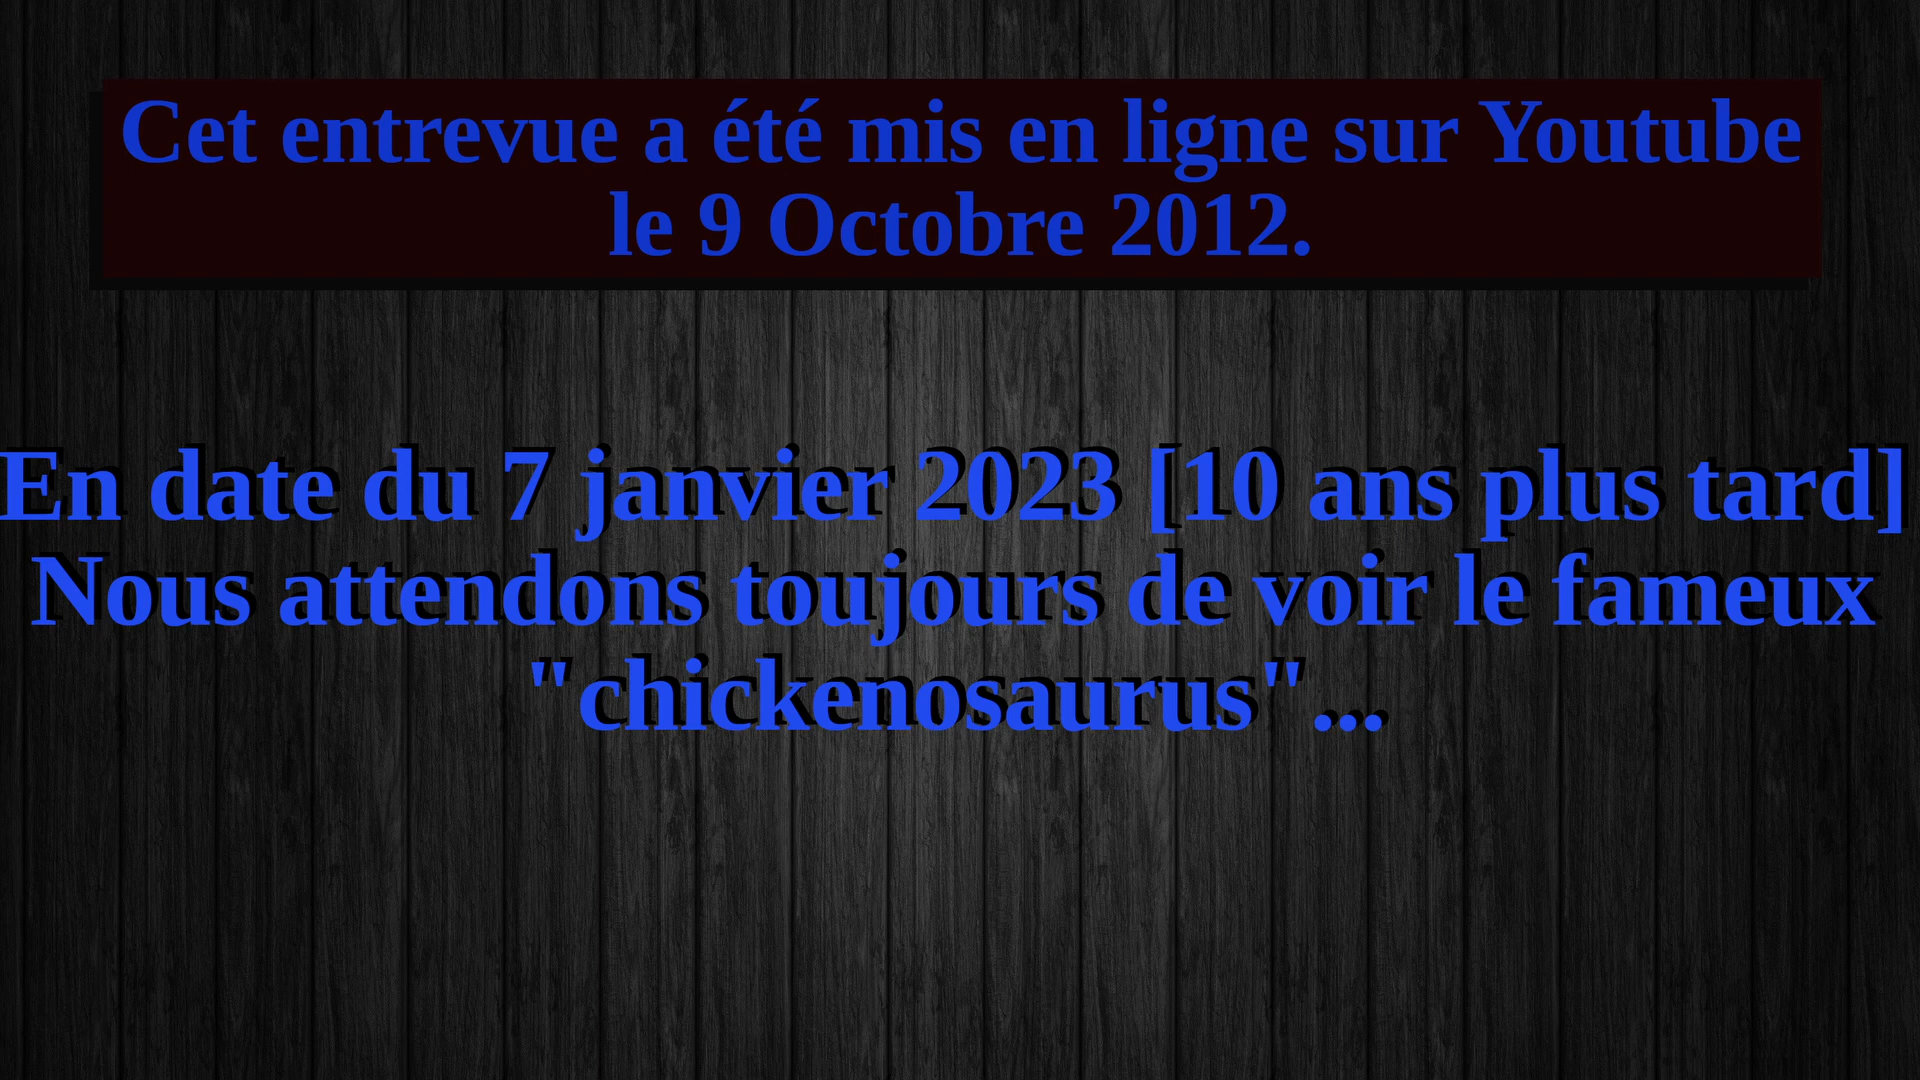 Cet entrevue a été mis en ligne sur Youtube
le 9 Octobre 2012.
En date du 7 janvier 2023 [10 ans plus tard]
Nous attendons toujours de voir le fameux
"chickenosaurus"...